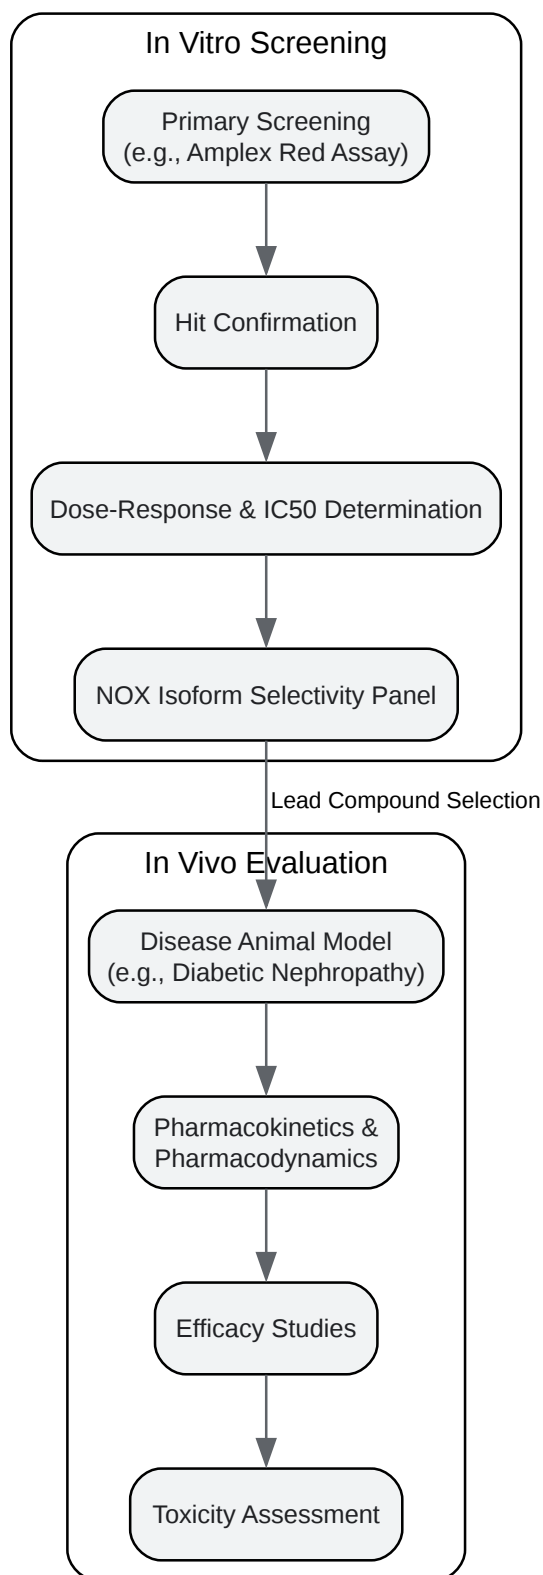 In Vitro Screening
Primary Screening
(e.g., Amplex Red Assay)
Hit Confirmation
Dose-Response & IC50 Determination
NOX Isoform Selectivity Panel
Lead Compound Selection
In Vivo Evaluation
Disease Animal Model
(e.g., Diabetic Nephropathy)
Pharmacokinetics &
Pharmacodynamics
Efficacy Studies
Toxicity Assessment